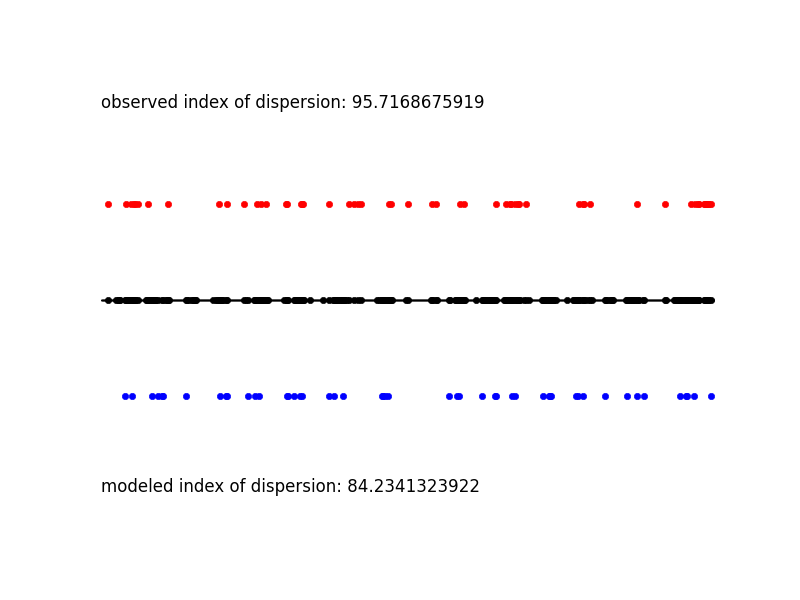 observed index of dispersion: 95.7168675919
modeled index of dispersion: 84.2341323922